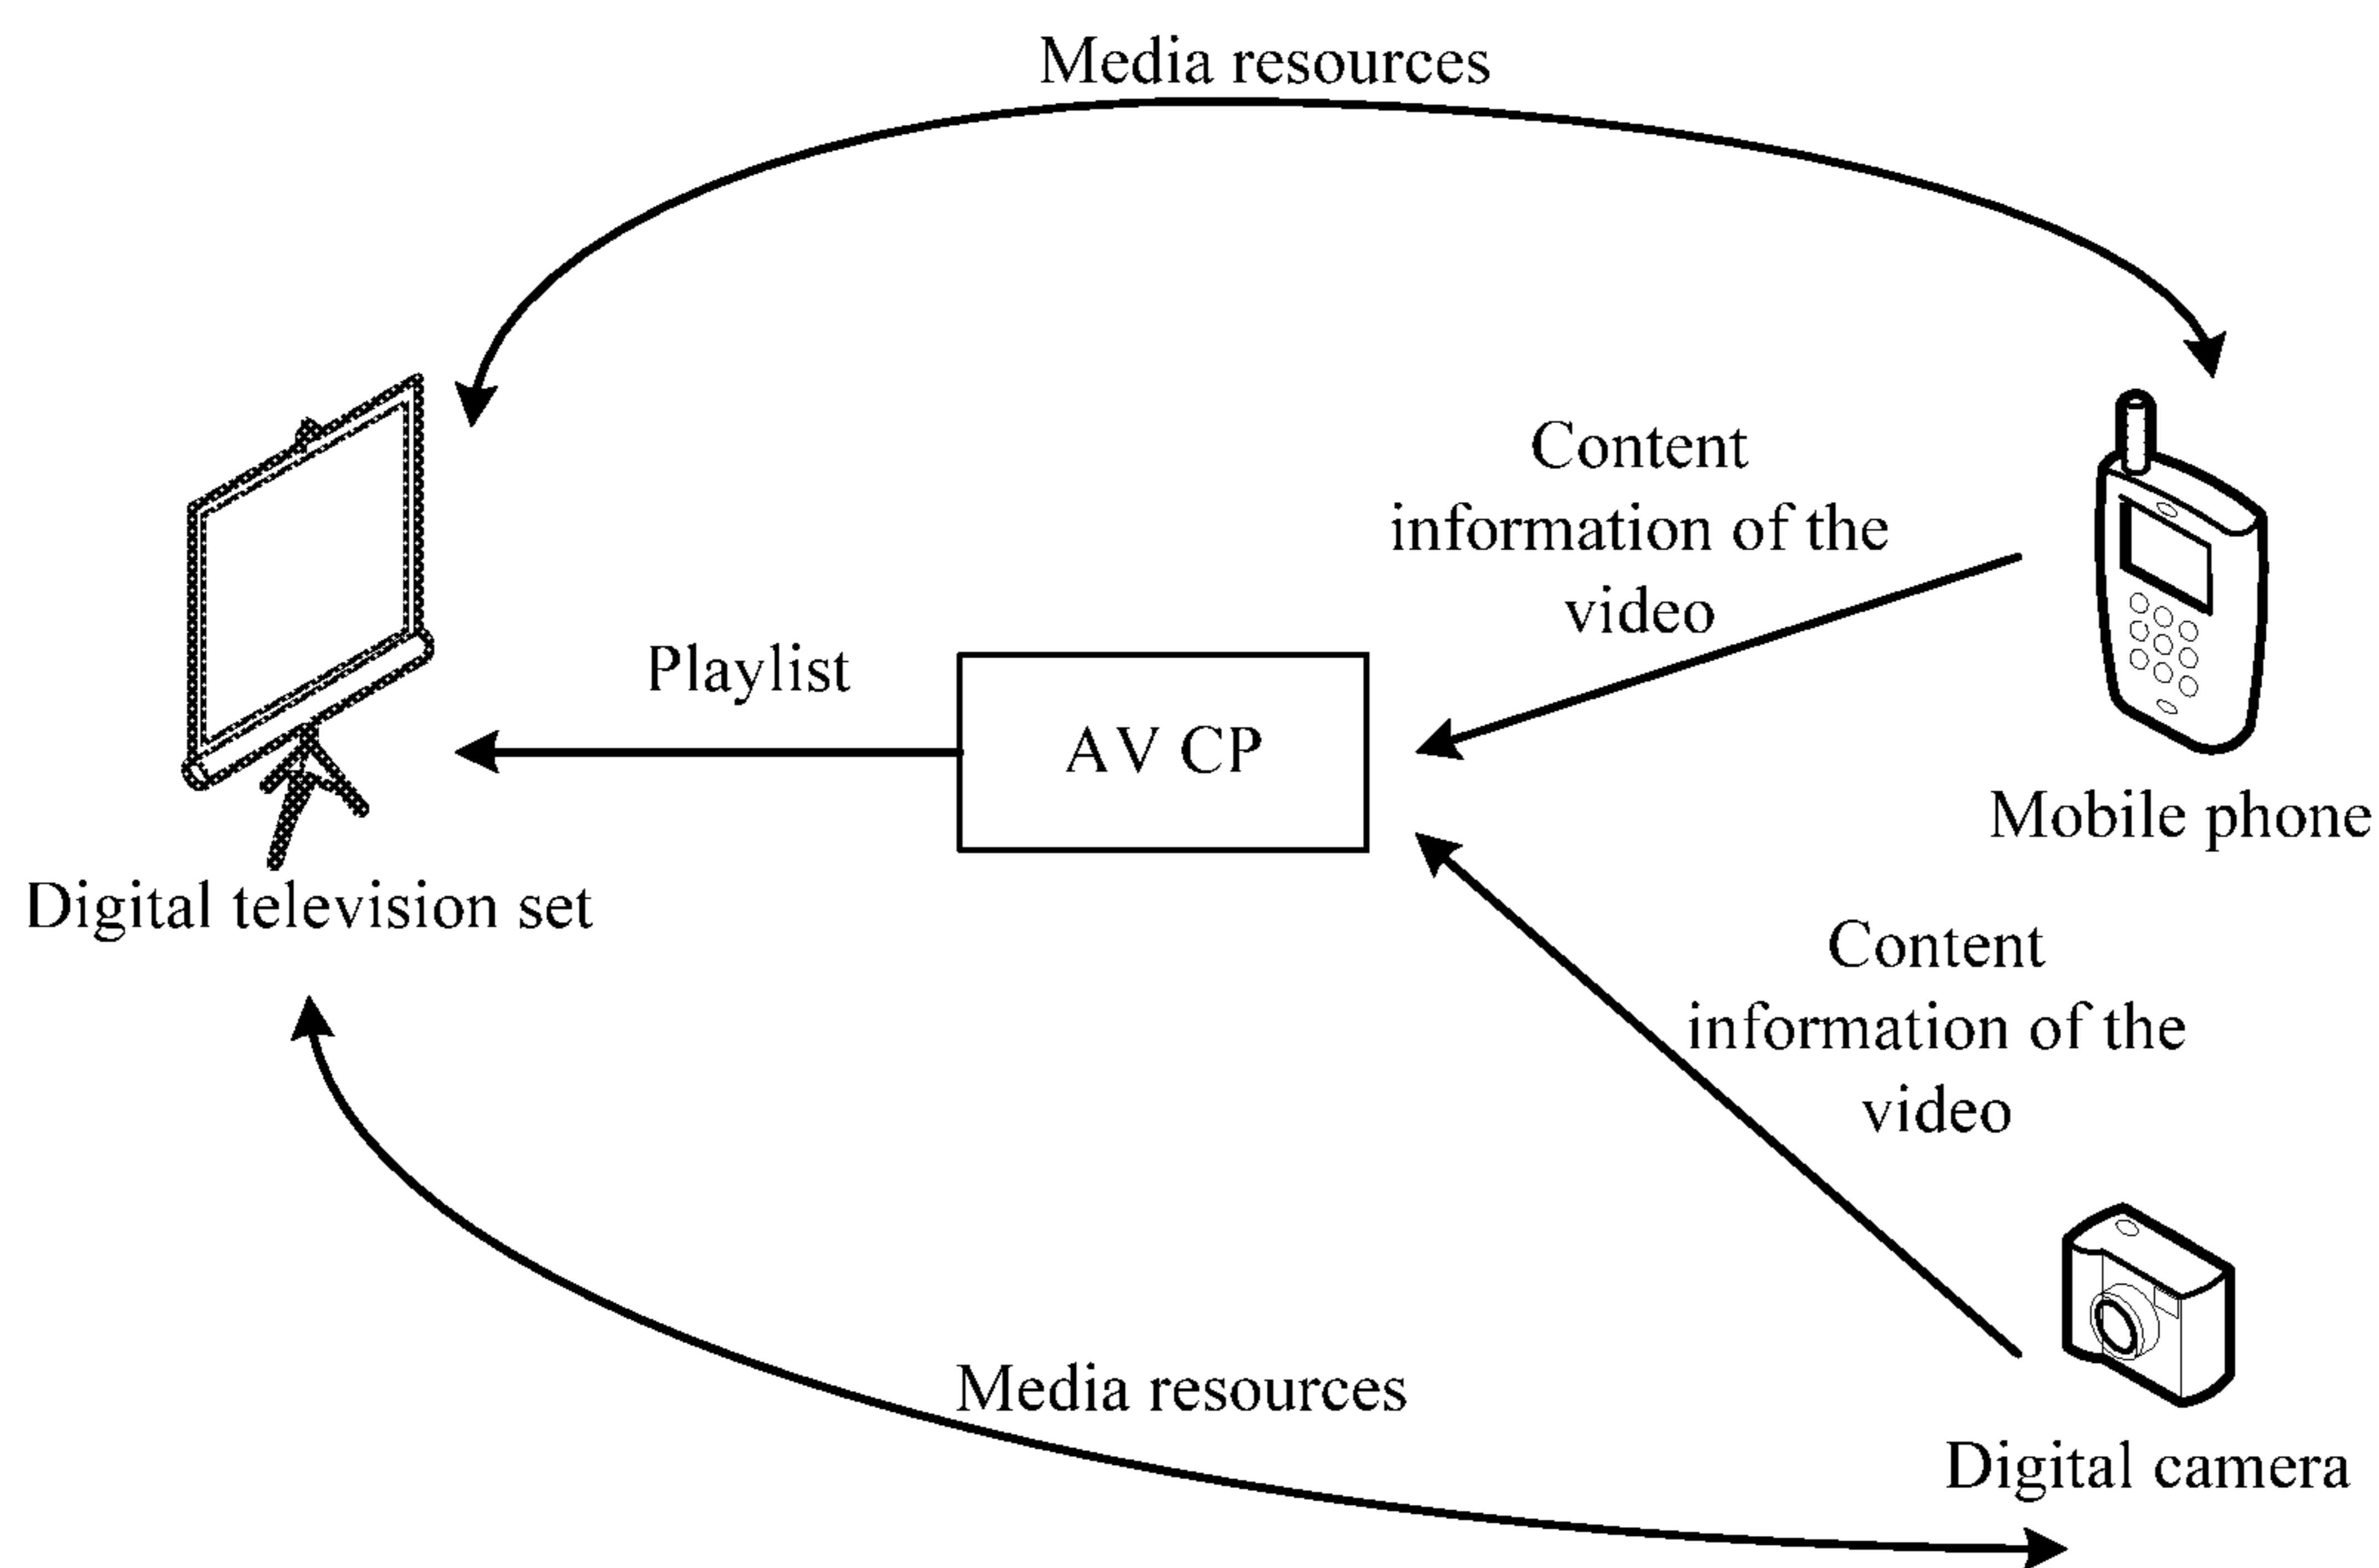 Media resources
Content
information of the
video
Playlist
AV CP
Mobile phone
Digital television set
Content
information of the
video
Media resources
Digital camera